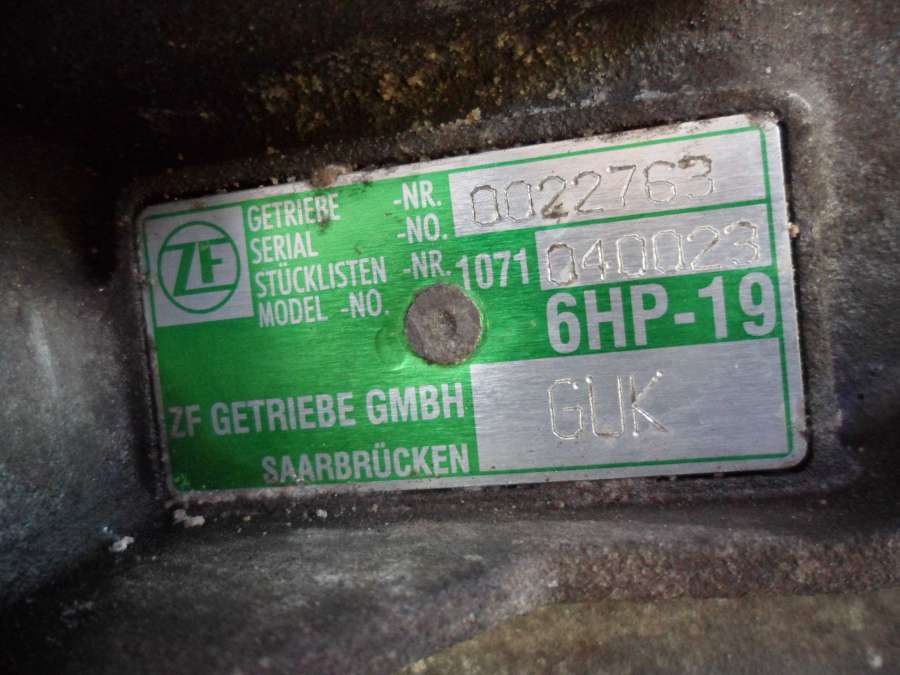 ZF
GETRIEBE -NR. 0022763
SERIAL -NO.
STÜCKLISTEN -NR. 1071 040023
MODEL -NO.
6HP-19
ZF GETRIEBE GMBH
GUK
SAARBRÜCKEN